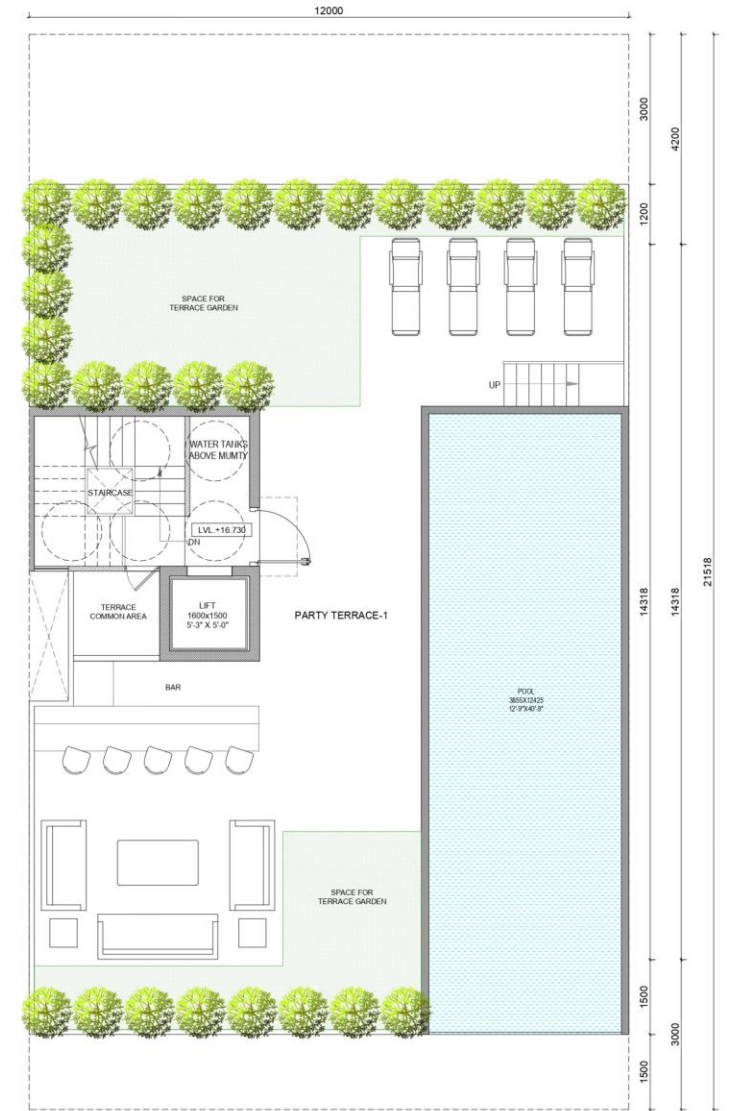 12000
3000
4200
1200
SPACE FOR
TERRACE GARDEN
UP
WATER TANKS
ABOVE MUMTY
STAIRCASE
LVL.+16.730
DN
LIFT
1600x1500
5'-3" X 5'-0"
TERRACE
COMMON AREA
PARTY TERRACE-1
14318
14318
21518
BAR
POOL
3855X12425
12'-9"X40'-9"
SPACE FOR
TERRACE GARDEN
1500
3000
1500